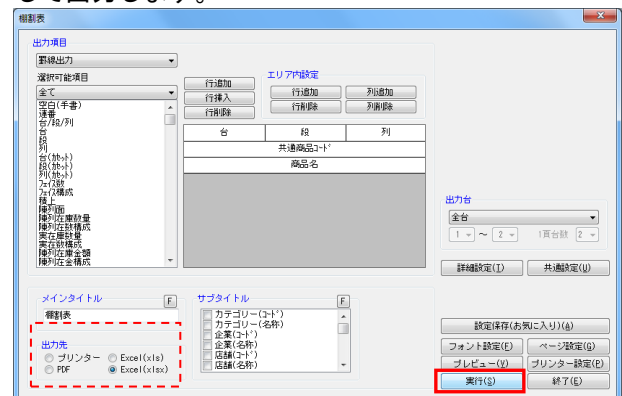 して出力します。
棚割表
出力項目
罫線出力
選択可能項目
全て
空白(手書)
連番
台/段/列
台
段
列
台(ｶｾｯﾄ)
段(ｶｾｯﾄ)
列(ｶｾｯﾄ)
ﾌｪｲｽ数
ﾌｪｲｽ構成
積上
陳列面
陳列在庫数量
陳列在数構成
実在庫数量
実在数構成
陳列在庫金額
陳列在金構成
行追加
行挿入
行削除
エリア内設定
行追加 列追加
行削除 列削除
台 段 列
共通商品ｺｰﾄﾞ
商品名
出力台
全台
1 ～ 2 1頁台数 2
詳細設定(T) 共通設定(U)
メインタイトル F
棚割表
サブタイトル F
カテゴリー(ｺｰﾄﾞ)
カテゴリー(名称)
企業(ｺｰﾄﾞ)
企業(名称)
店舗(ｺｰﾄﾞ)
店舗(名称)
出力先
プリンター Excel(xls)
PDF Excel(xlsx)
設定保存(お気に入り)(A)
フォント設定(F) ページ設定(G)
プレビュー(V) プリンター設定(P)
実行(S) 終了(E)